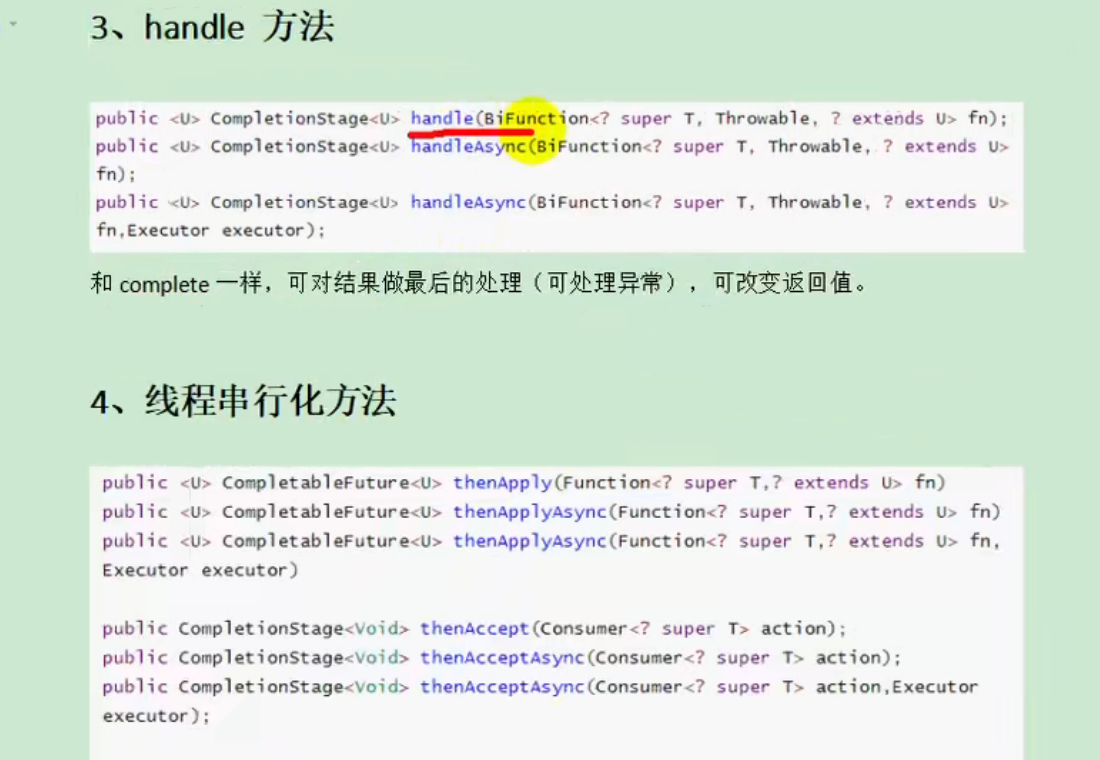 3、handle 方法
public <U> CompletionStage<U> handle(BiFunction<? super T, Throwable, ? extends U> fn);
public <U> CompletionStage<U> handleAsync(BiFunction<? super T, Throwable, ? extends U>
fn);
public <U> CompletionStage<U> handleAsync(BiFunction<? super T, Throwable, ? extends U>
fn,Executor executor);
和 complete 一样，可对结果做最后的处理（可处理异常），可改变返回值。
4、线程串行化方法
public <U> CompletableFuture<U> thenApply(Function<? super T,? extends U> fn)
public <U> CompletableFuture<U> thenApplyAsync(Function<? super T,? extends U> fn)
public <U> CompletableFuture<U> thenApplyAsync(Function<? super T,? extends U> fn,
Executor executor)
public CompletionStage<Void> thenAccept(Consumer<? super T> action);
public CompletionStage<Void> thenAcceptAsync(Consumer<? super T> action);
public CompletionStage<Void> thenAcceptAsync(Consumer<? super T> action,Executor
executor);